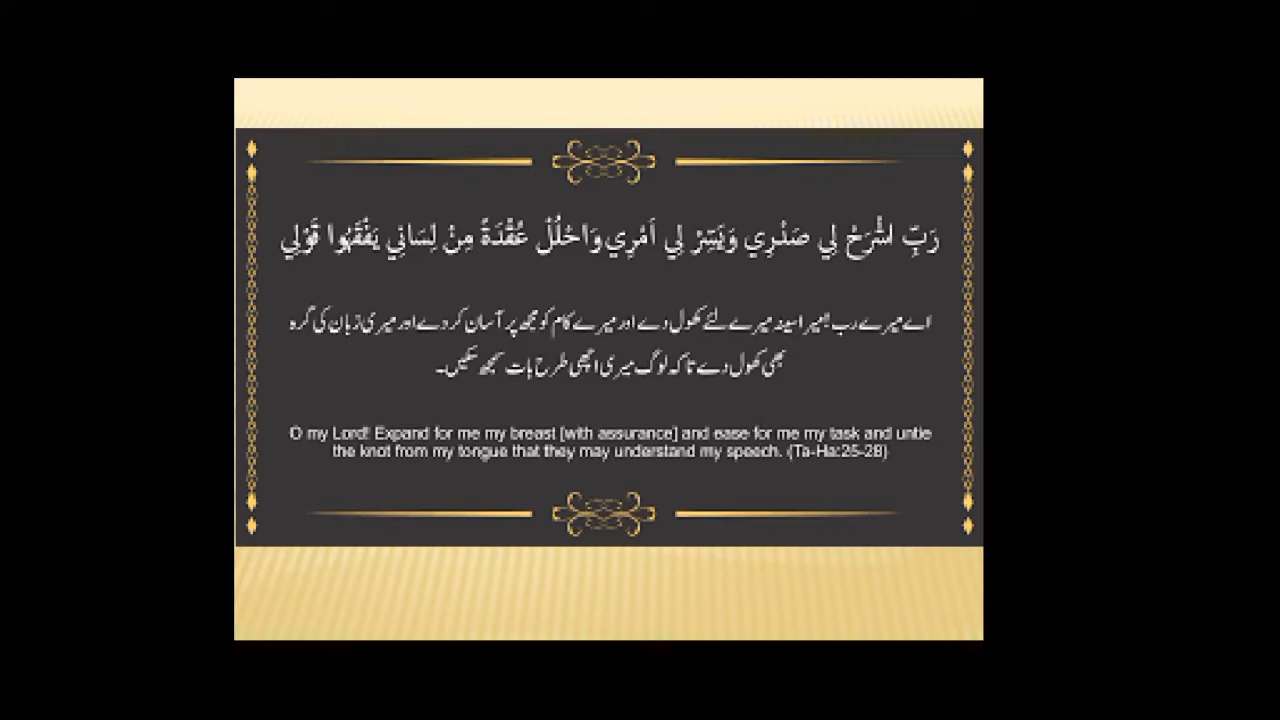 رَبِّ اشْرَحْ لِي صَدْرِي وَيَسِّرْ لِي أَمْرِي وَاحْلُلْ عُقْدَةً مِنْ لِسَانِي يَفْقَهُوا قَوْلِي
اے میرے رب! میرا سینہ میرے لئے کھول دے اور میرے کام کو مجھ پر آسان کر دے اور میری زبان کی گرہ
بھی کھول دے تاکہ لوگ میری اچھی طرح بات سمجھ سکیں۔
O my Lord! Expand for me my breast [with assurance] and ease for me my task and untie
the knot from my tongue that they may understand my speech. (Ta-Ha:25-28)